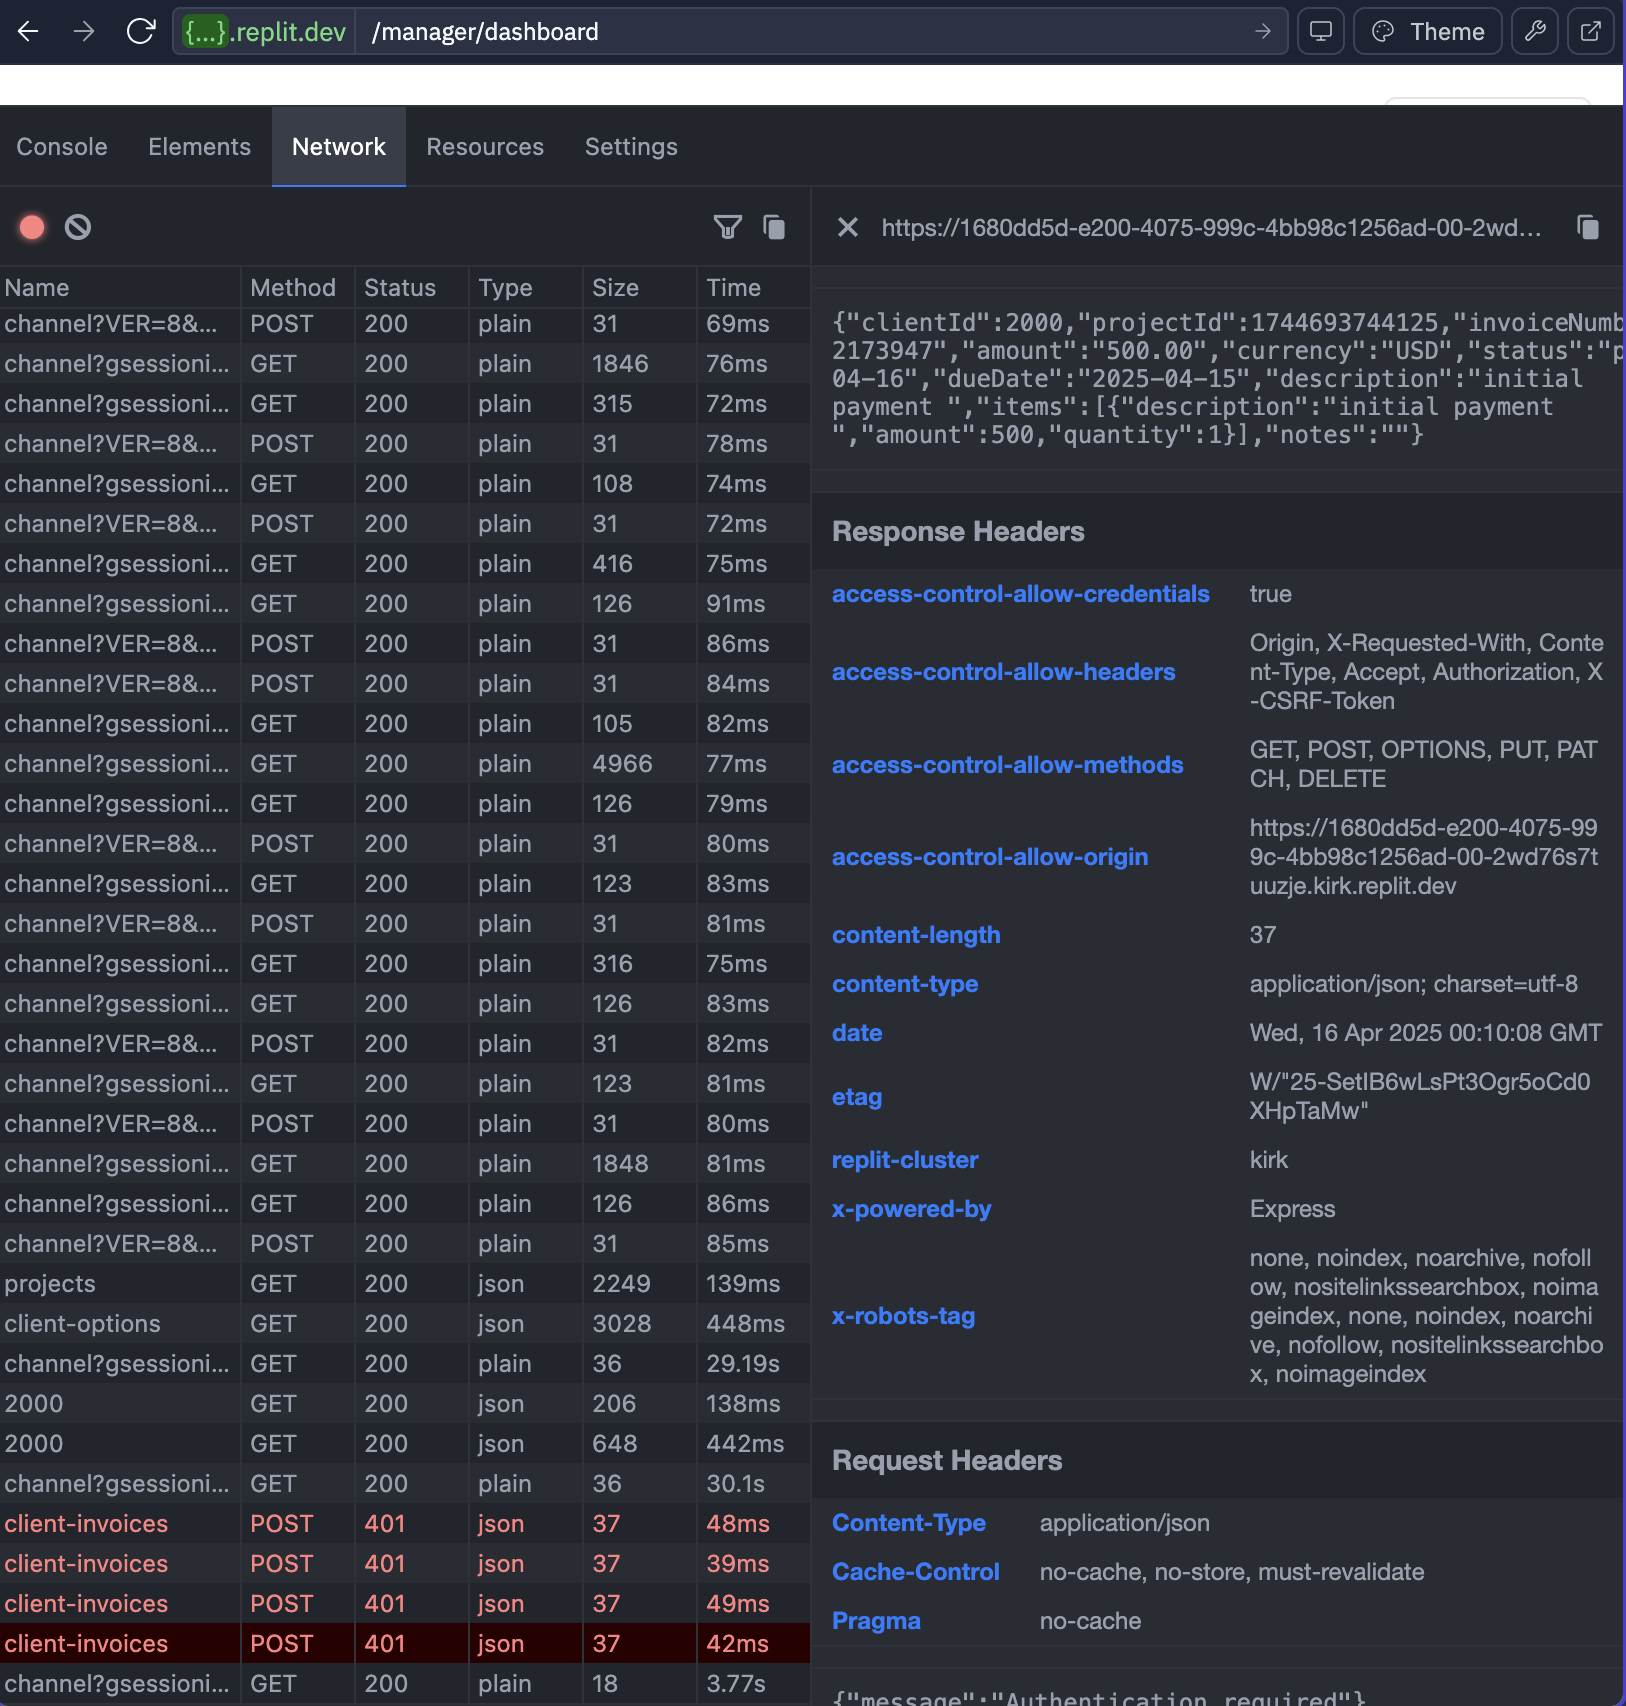 {...}.replit.dev /manager/dashboard Theme
Console Elements Network Resources Settings
https://1680dd5d-e200-4075-999c-4bb98c1256ad-00-2wd...
Name Method Status Type Size Time
channel?VER=8&... POST 200 plain 31 69ms
channel?gsessioni... GET 200 plain 1846 76ms
channel?gsessioni... GET 200 plain 315 72ms
channel?VER=8&... POST 200 plain 31 78ms
channel?gsessioni... GET 200 plain 108 74ms
channel?VER=8&... POST 200 plain 31 72ms
channel?gsessioni... GET 200 plain 416 75ms
channel?gsessioni... GET 200 plain 126 91ms
channel?VER=8&... POST 200 plain 31 86ms
channel?VER=8&... POST 200 plain 31 84ms
channel?gsessioni... GET 200 plain 105 82ms
channel?gsessioni... GET 200 plain 4966 77ms
channel?gsessioni... GET 200 plain 126 79ms
channel?VER=8&... POST 200 plain 31 80ms
channel?gsessioni... GET 200 plain 123 83ms
channel?VER=8&... POST 200 plain 31 81ms
channel?gsessioni... GET 200 plain 316 75ms
channel?gsessioni... GET 200 plain 126 83ms
channel?VER=8&... POST 200 plain 31 82ms
channel?gsessioni... GET 200 plain 123 81ms
channel?VER=8&... POST 200 plain 31 80ms
channel?gsessioni... GET 200 plain 1848 81ms
channel?gsessioni... GET 200 plain 126 86ms
channel?VER=8&... POST 200 plain 31 85ms
projects GET 200 json 2249 139ms
client-options GET 200 json 3028 448ms
channel?gsessioni... GET 200 plain 36 29.19s
2000 GET 200 json 206 138ms
2000 GET 200 json 648 442ms
channel?gsessioni... GET 200 plain 36 30.1s
client-invoices POST 401 json 37 48ms
client-invoices POST 401 json 37 39ms
client-invoices POST 401 json 37 49ms
client-invoices POST 401 json 37 42ms
channel?gsessioni... GET 200 plain 18 3.77s
{"clientId":2000,"projectId":1744693744125,"invoiceNumb
2173947","amount":"500.00","currency":"USD","status":"p
04-16","dueDate":"2025-04-15","description":"initial
payment ","items":[{"description":"initial payment
","amount":500,"quantity":1}],"notes":""}
Response Headers
access-control-allow-credentials true
access-control-allow-headers Origin, X-Requested-With, Conte
nt-Type, Accept, Authorization, X
-CSRF-Token
access-control-allow-methods GET, POST, OPTIONS, PUT, PAT
CH, DELETE
access-control-allow-origin https://1680dd5d-e200-4075-99
9c-4bb98c1256ad-00-2wd76s7t
uuzje.kirk.replit.dev
content-length 37
content-type application/json; charset=utf-8
date Wed, 16 Apr 2025 00:10:08 GMT
etag W/"25-SetIB6wLsPt3Ogr5oCd0
XHpTaMw"
replit-cluster kirk
x-powered-by Express
x-robots-tag none, noindex, noarchive, nofoll
ow, nositelinkssearchbox, noima
geindex, none, noindex, noarchi
ve, nofollow, nositelinkssearchbo
x, noimageindex
Request Headers
Content-Type application/json
Cache-Control no-cache, no-store, must-revalidate
Pragma no-cache
{"message":"Authentication required"}